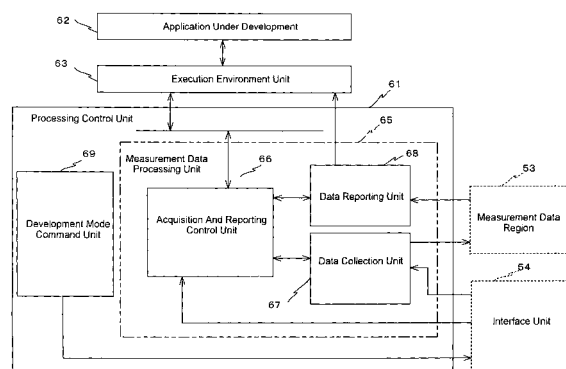 62
Application Under Development
63
Execution Environment Unit
61
Processing Control Unit
65
69
Measurement Data
Processing Unit
66
68
53
Development Mode
Command Unit
Acquisition And Reporting
Control Unit
Data Reporting Unit
Measurement Data
Region
Data Collection Unit
67
54
Interface Unit